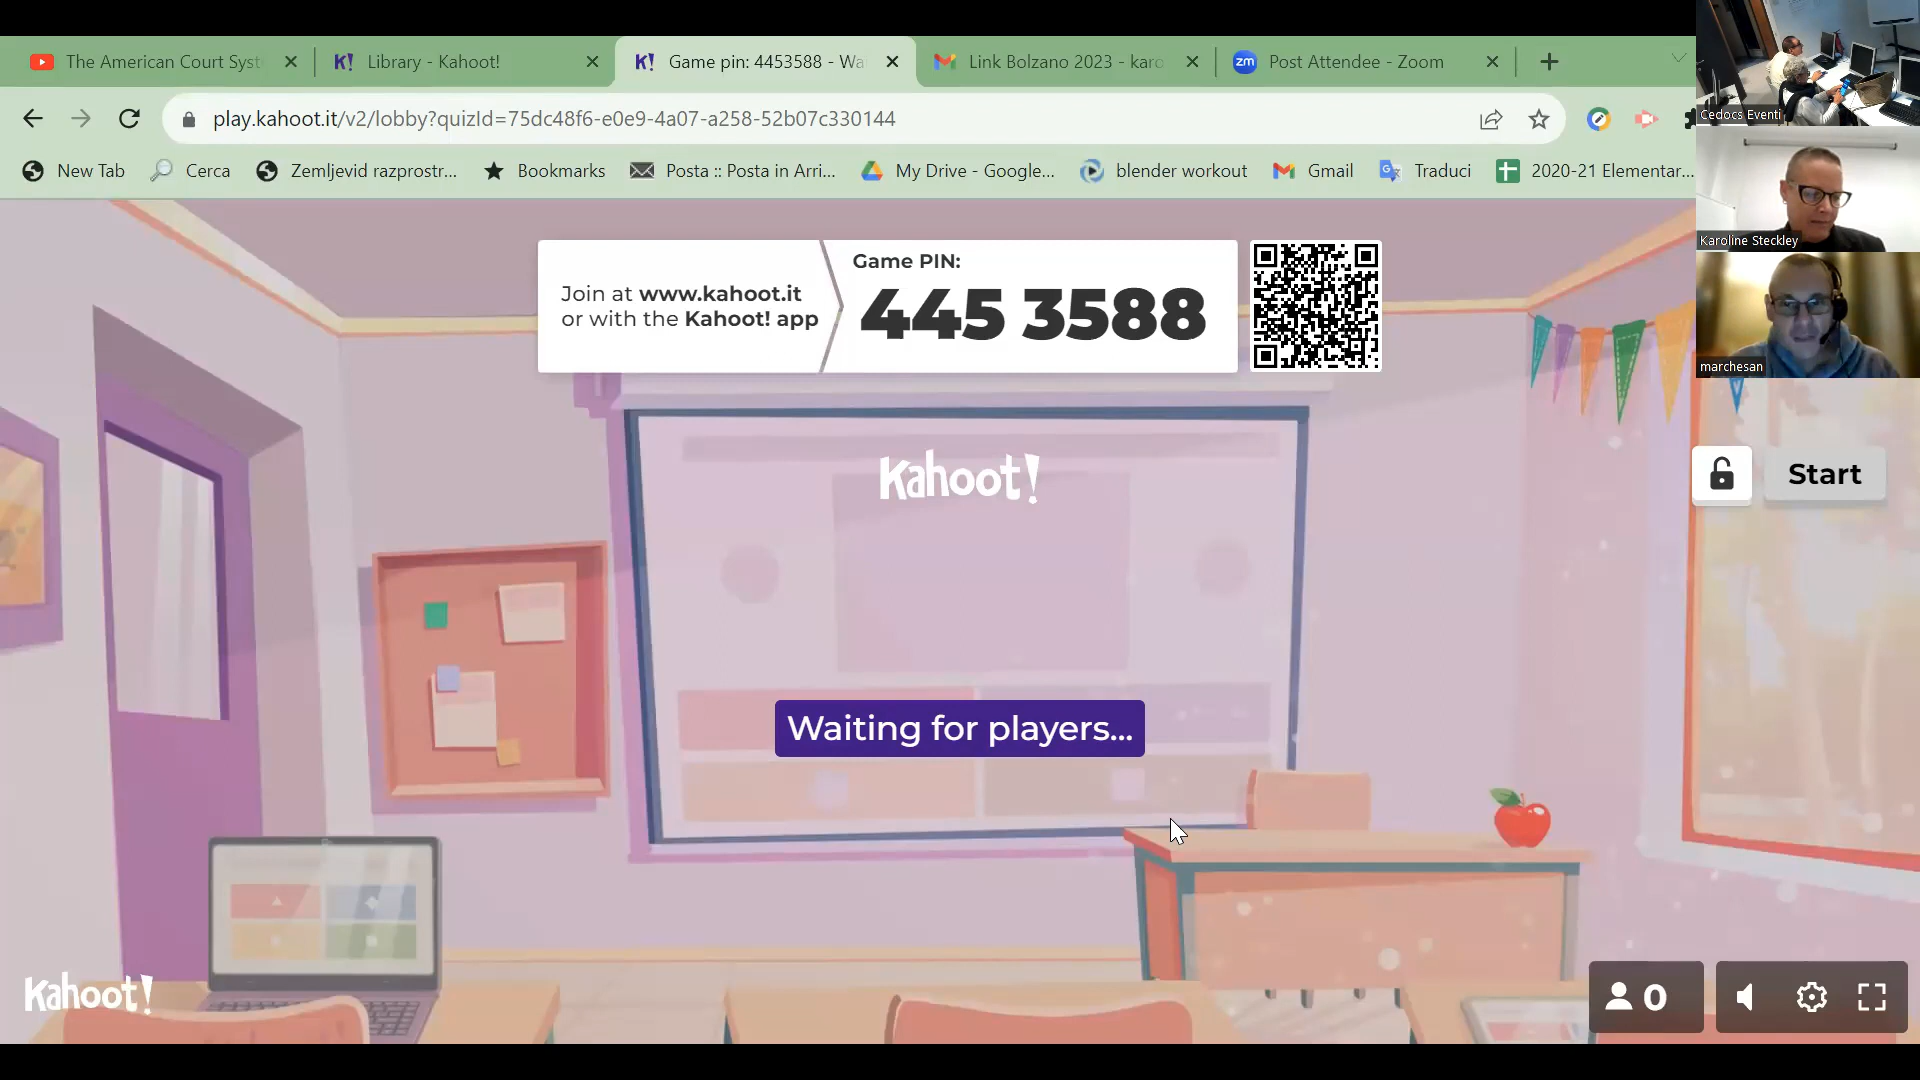 The American Court Syst
Library - Kahoot!
Game pin: 4453588 - Wa
Link Bolzano 2023 - karo
Post Attendee - Zoom
play.kahoot.it/v2/lobby?quizId=75dc48f6-e0e9-4a07-a258-52b07c330144
New Tab
Cerca
Zemljevid razprostr...
Bookmarks
Posta :: Posta in Arri...
My Drive - Google...
blender workout
Gmail
Traduci
2020-21 Elementar...
Cedocs Eventi
Karoline Steckley
marchesan
Join at www.kahoot.it
or with the Kahoot! app
Game PIN:
445 3588
Kahoot!
Start
Waiting for players...
Kahoot!
0